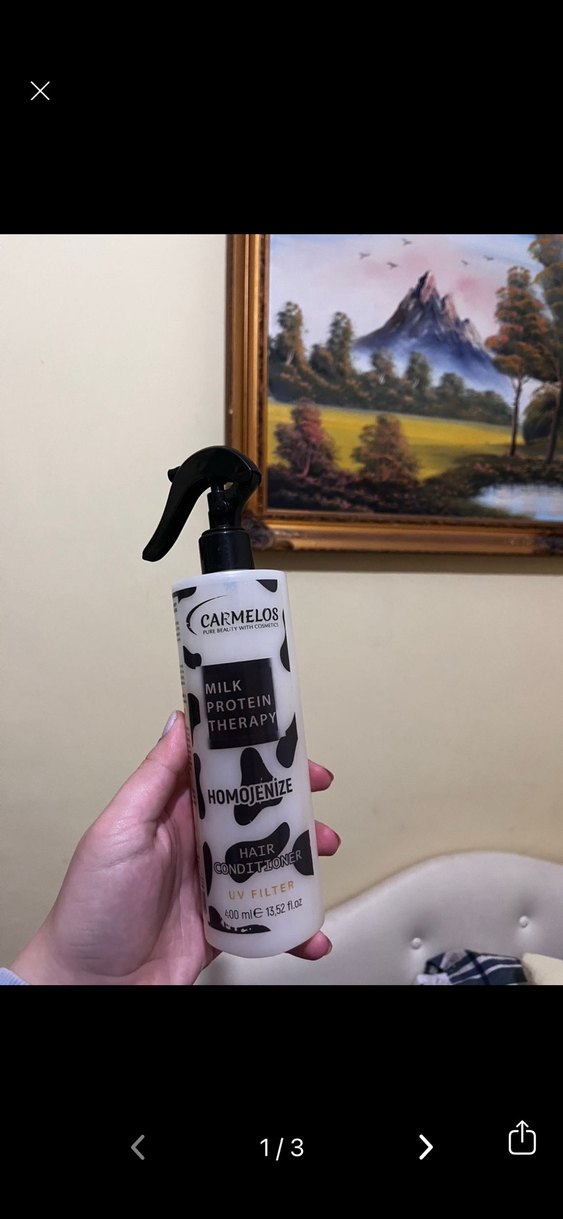 CARMELOS
PURE BEAUTY WITH COSMETICS
MILK
PROTEIN
THERAPY
HOMOJENİZE
HAIR
CONDITIONER
UV FILTER
400 ml℮ 13,52 fl.oz
1/3